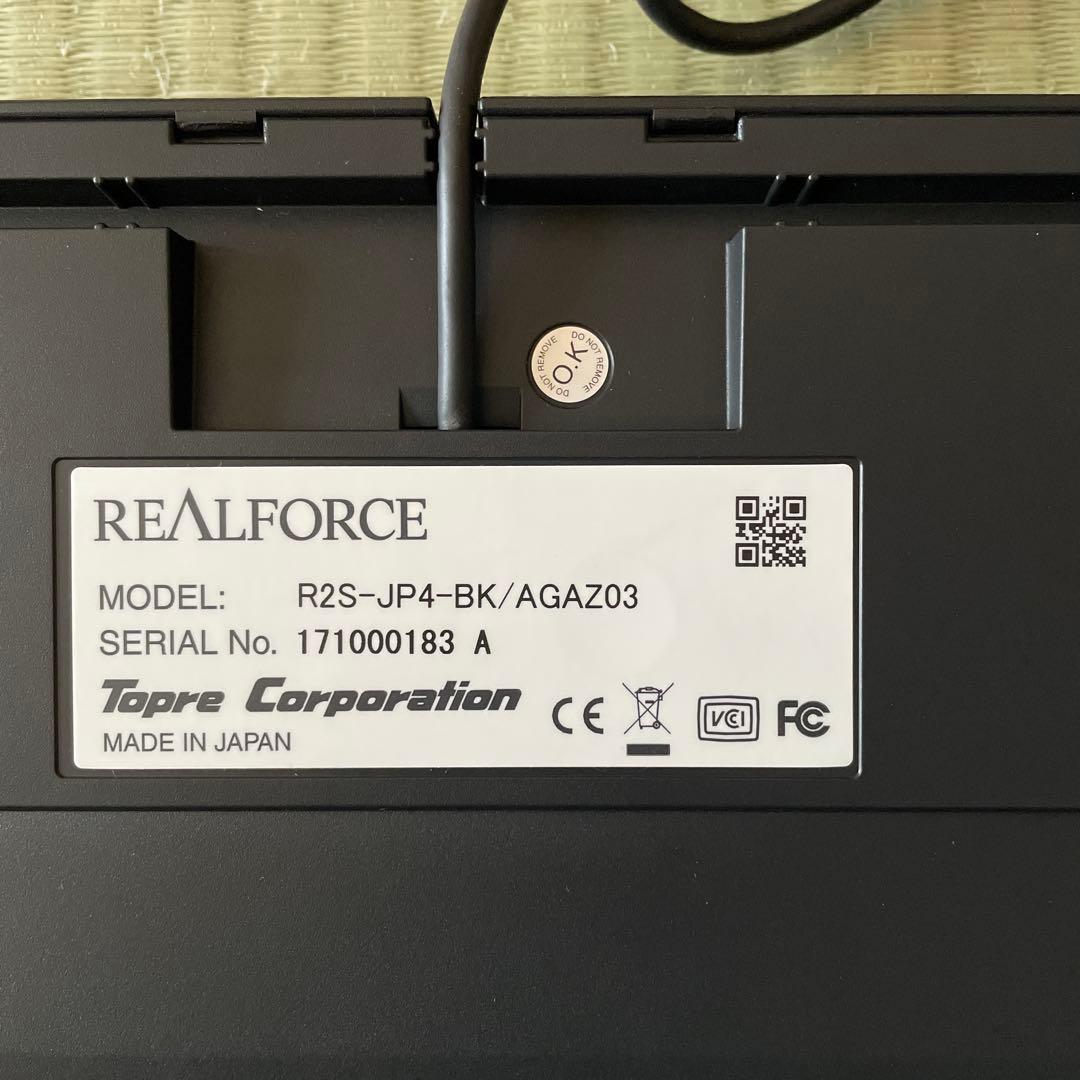 DO NOT REMOVE
O.K
DO NOT REMOVE
REALFORCE
MODEL: R2S-JP4-BK/AGAZ03
SERIAL No. 171000183 A
Topre Corporation
MADE IN JAPAN
CE
VCI
FC